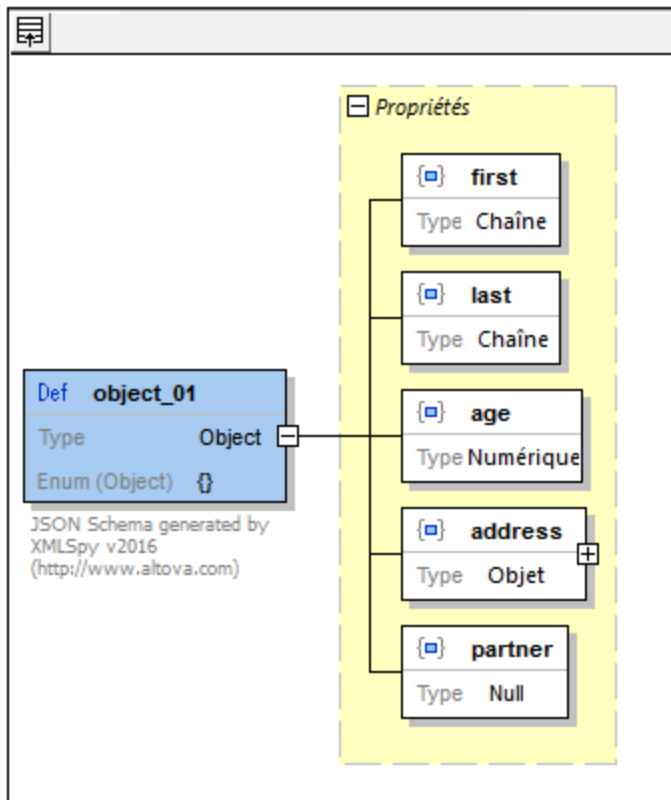 Propriétés
first
Type Chaîne
last
Type Chaîne
Def object_01
Type Object
Enum (Object) {}
JSON Schema generated by
XMLSpy v2016
(http://www.altova.com)
age
Type Numérique
address
Type Objet
partner
Type Null